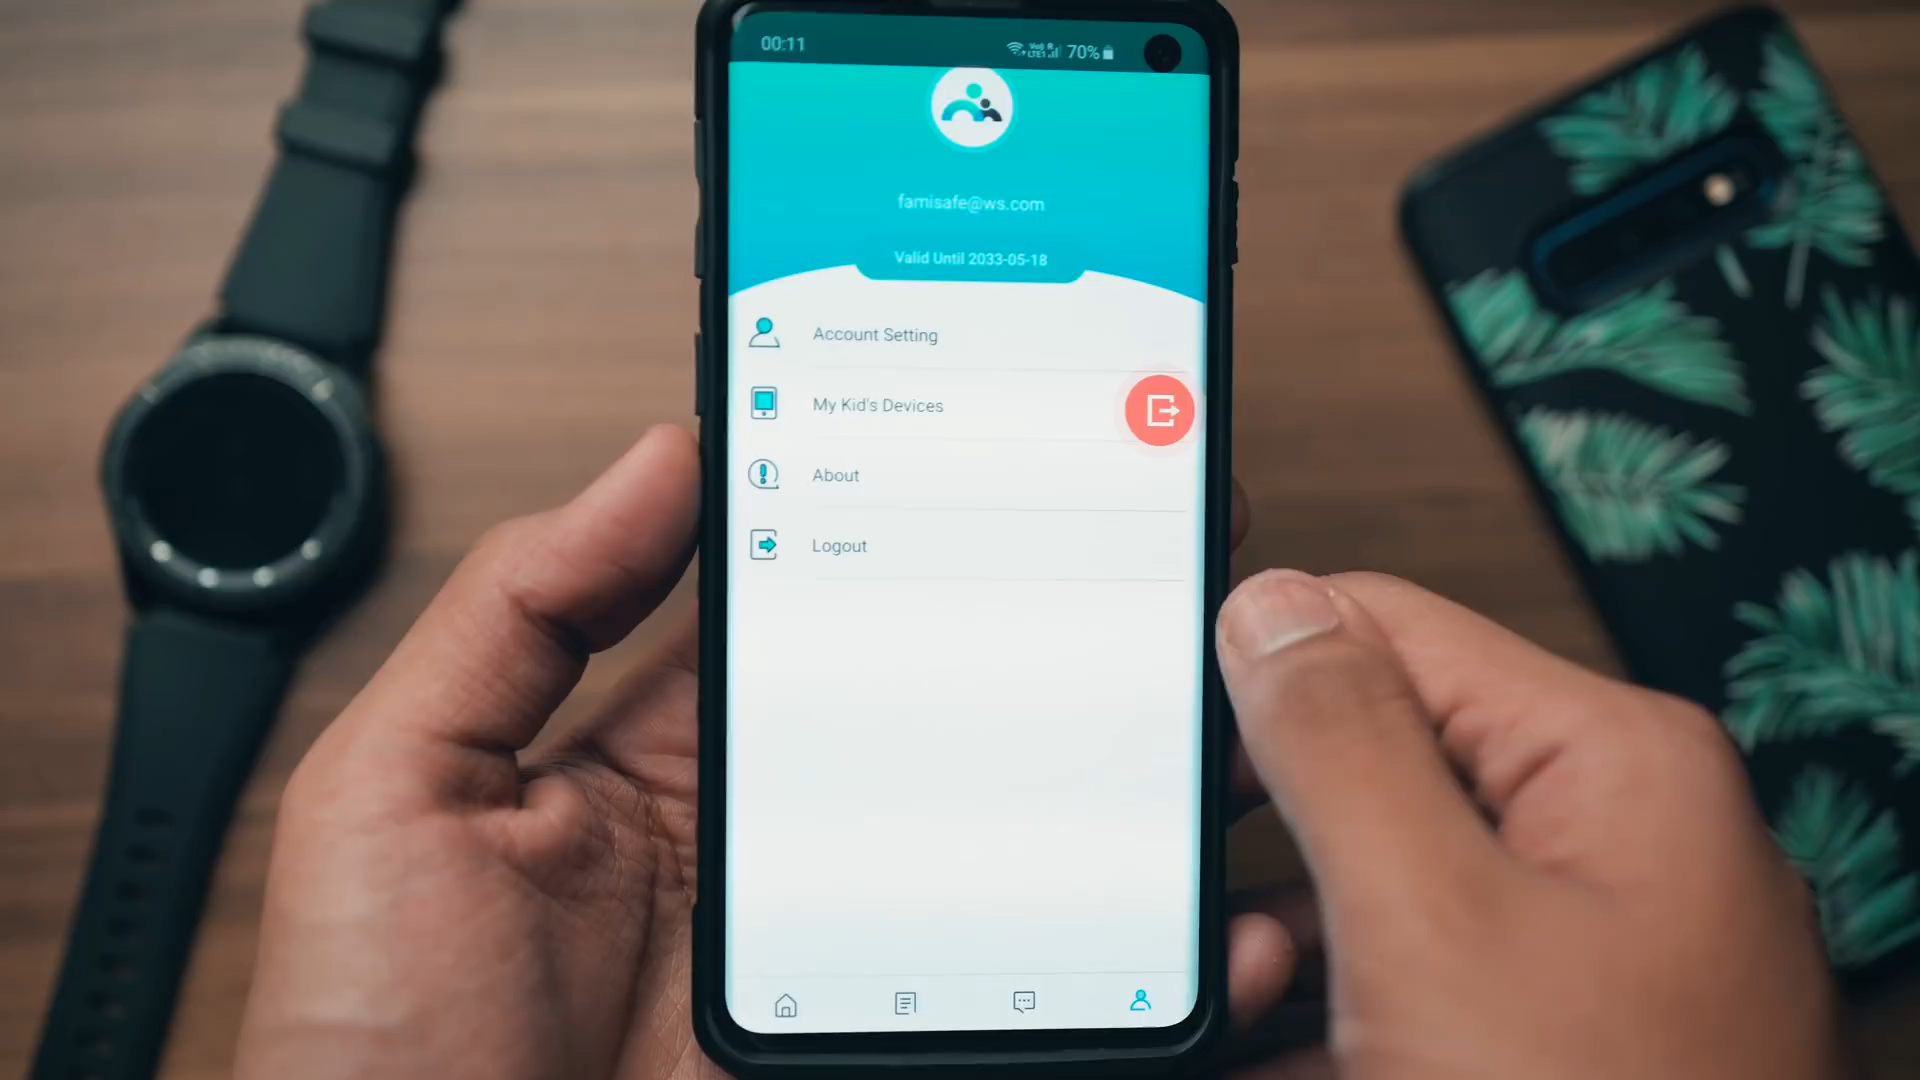 00:11
70%
famisafe@ws.com
Valid Until 2033-05-18
Account Setting
My Kid's Devices
About
Logout